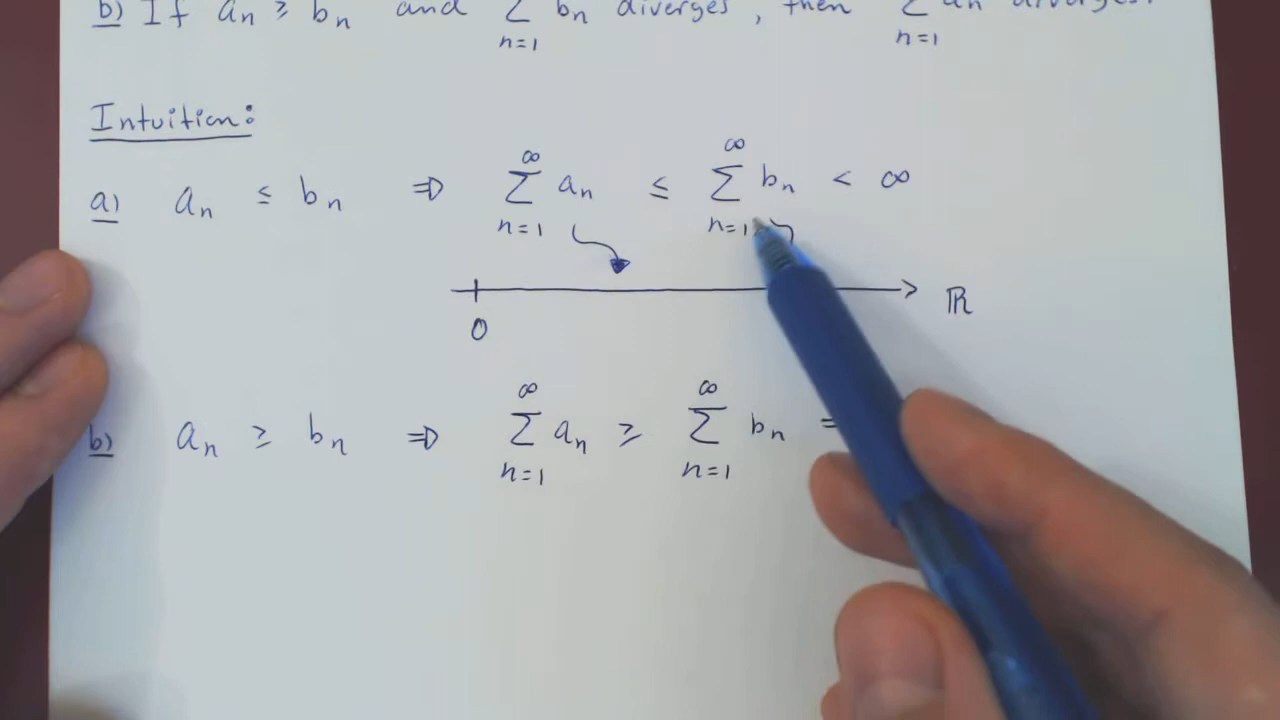 b) If aₙ ≥ bₙ and ∑ n=1 bₙ diverges, then ∑ n=1 aₙ diverges.
Intuition:
a) aₙ ≤ bₙ ⇒ ∑ n=1 ∞ aₙ ≤ ∑ n=1 ∞ bₙ < ∞
0 ℝ
b) aₙ ≥ bₙ ⇒ ∑ n=1 ∞ aₙ ≥ ∑ n=1 ∞ bₙ =